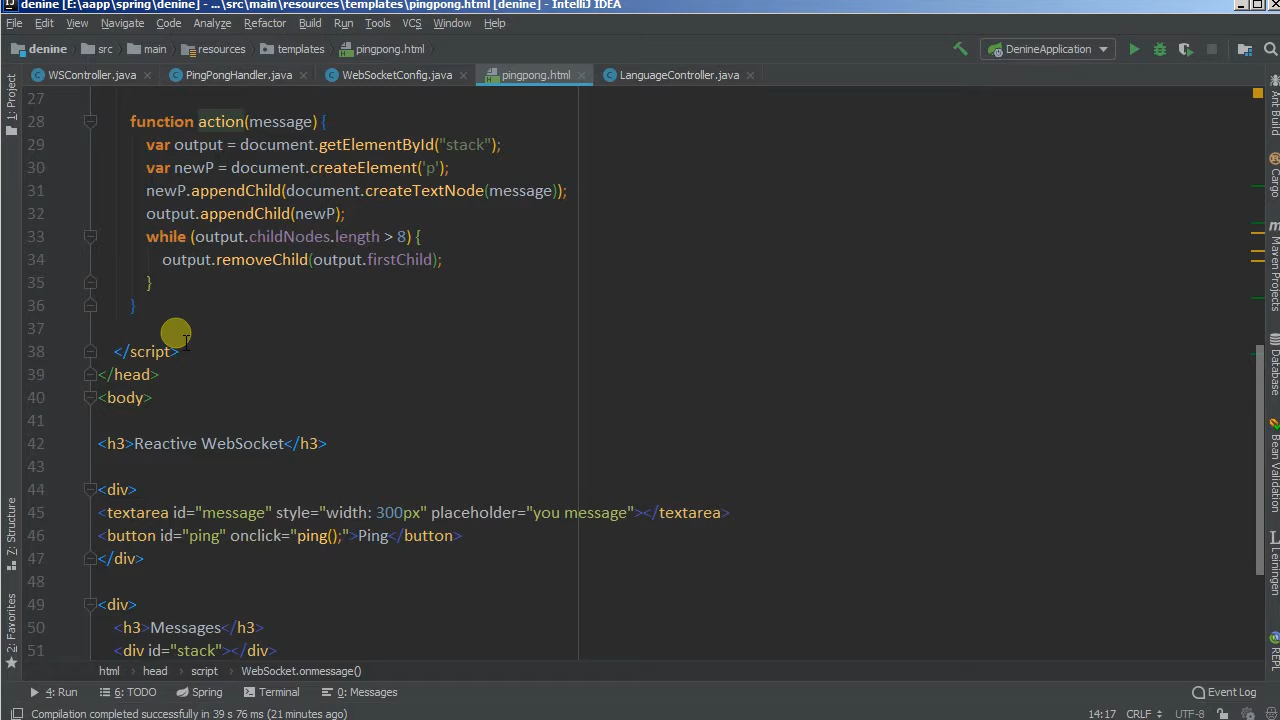 denine [E:\aapp\spring\denine] - ...\src\main\resources\templates\pingpong.html [denine] - IntelliJ IDEA
File Edit View Navigate Code Analyze Refactor Build Run Tools VCS Window Help
denine src main resources templates pingpong.html DenineApplication
WSController.java PingPongHandler.java WebSocketConfig.java pingpong.html LanguageController.java
27
28 function action(message) {
29 var output = document.getElementById("stack");
30 var newP = document.createElement('p');
31 newP.appendChild(document.createTextNode(message));
32 output.appendChild(newP);
33 while (output.childNodes.length > 8) {
34 output.removeChild(output.firstChild);
35 }
36 }
37
38 </script>
39 </head>
40 <body>
41
42 <h3>Reactive WebSocket</h3>
43
44 <div>
45 <textarea id="message" style="width: 300px" placeholder="you message"></textarea>
46 <button id="ping" onclick="ping();">Ping</button>
47 </div>
48
49 <div>
50 <h3>Messages</h3>
51 <div id="stack"></div>
html head script WebSocket.onmessage()
4: Run 6: TODO Spring Terminal 0: Messages Event Log
Compilation completed successfully in 39 s 76 ms (21 minutes ago) 14:17 CRLF UTF-8
1: Project
Z: Structure
2: Favorites
Ant Build
Cargo
Maven Projects
Database
Bean Validation
Leiningen
REPL